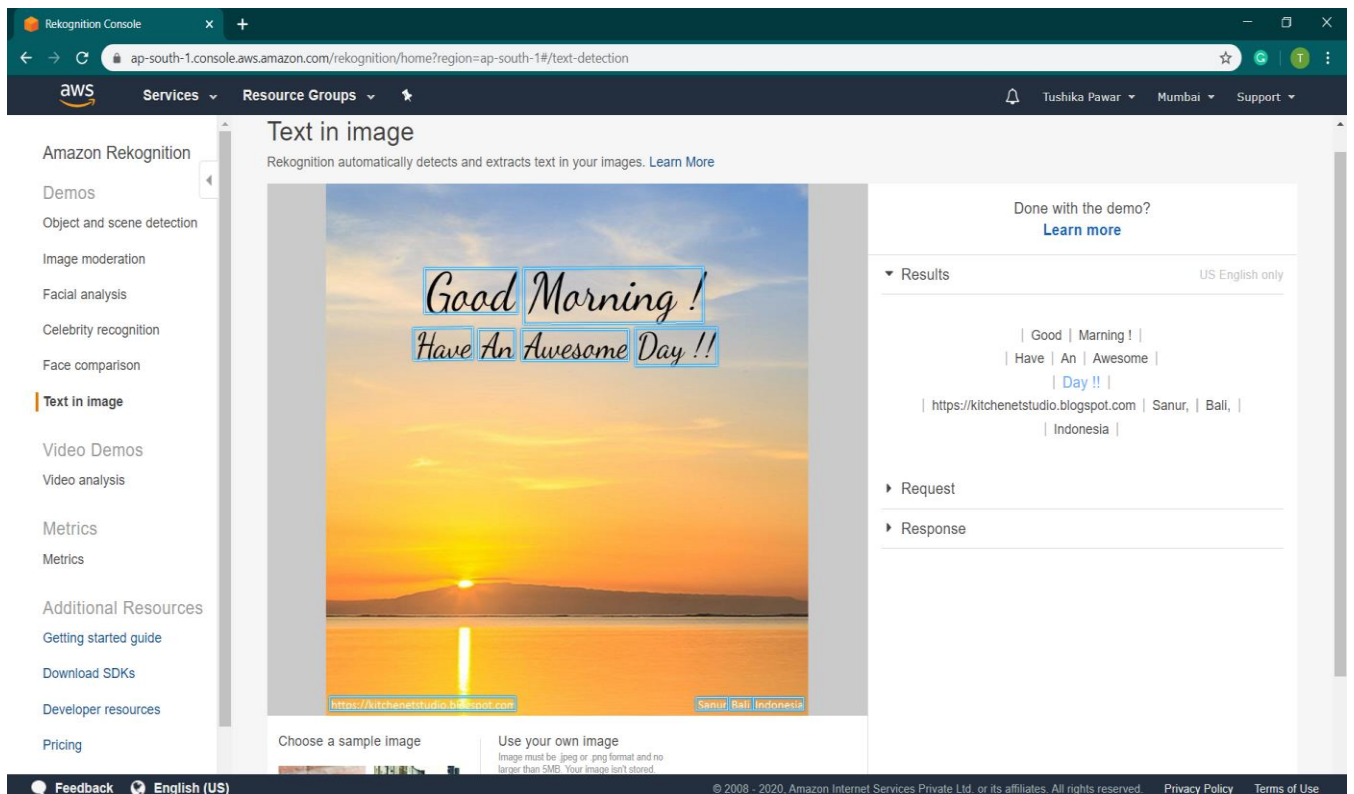 Rekognition Console
ap-south-1.console.aws.amazon.com/rekognition/home?region=ap-south-1#/text-detection
aws Services Resource Groups Tushika Pawar Mumbai Support
Amazon Rekognition
Demos
Object and scene detection
Image moderation
Facial analysis
Celebrity recognition
Face comparison
Text in image
Video Demos
Video analysis
Metrics
Metrics
Additional Resources
Getting started guide
Download SDKs
Developer resources
Pricing
Text in image
Rekognition automatically detects and extracts text in your images. Learn More
Good Morning !
Have An Awesome Day !!
https://kitchenetstudio.blogspot.com Sanur Bali Indonesia
Choose a sample image
Use your own image
Image must be .jpeg or .png format and no
larger than 5MB. Your image isn't stored.
Done with the demo?
Learn more
Results US English only
| Good | Marning ! |
| Have | An | Awesome |
| Day !! |
| https://kitchenetstudio.blogspot.com | Sanur, | Bali, |
| Indonesia |
Request
Response
Feedback English (US) © 2008 - 2020, Amazon Internet Services Private Ltd. or its affiliates. All rights reserved. Privacy Policy Terms of Use